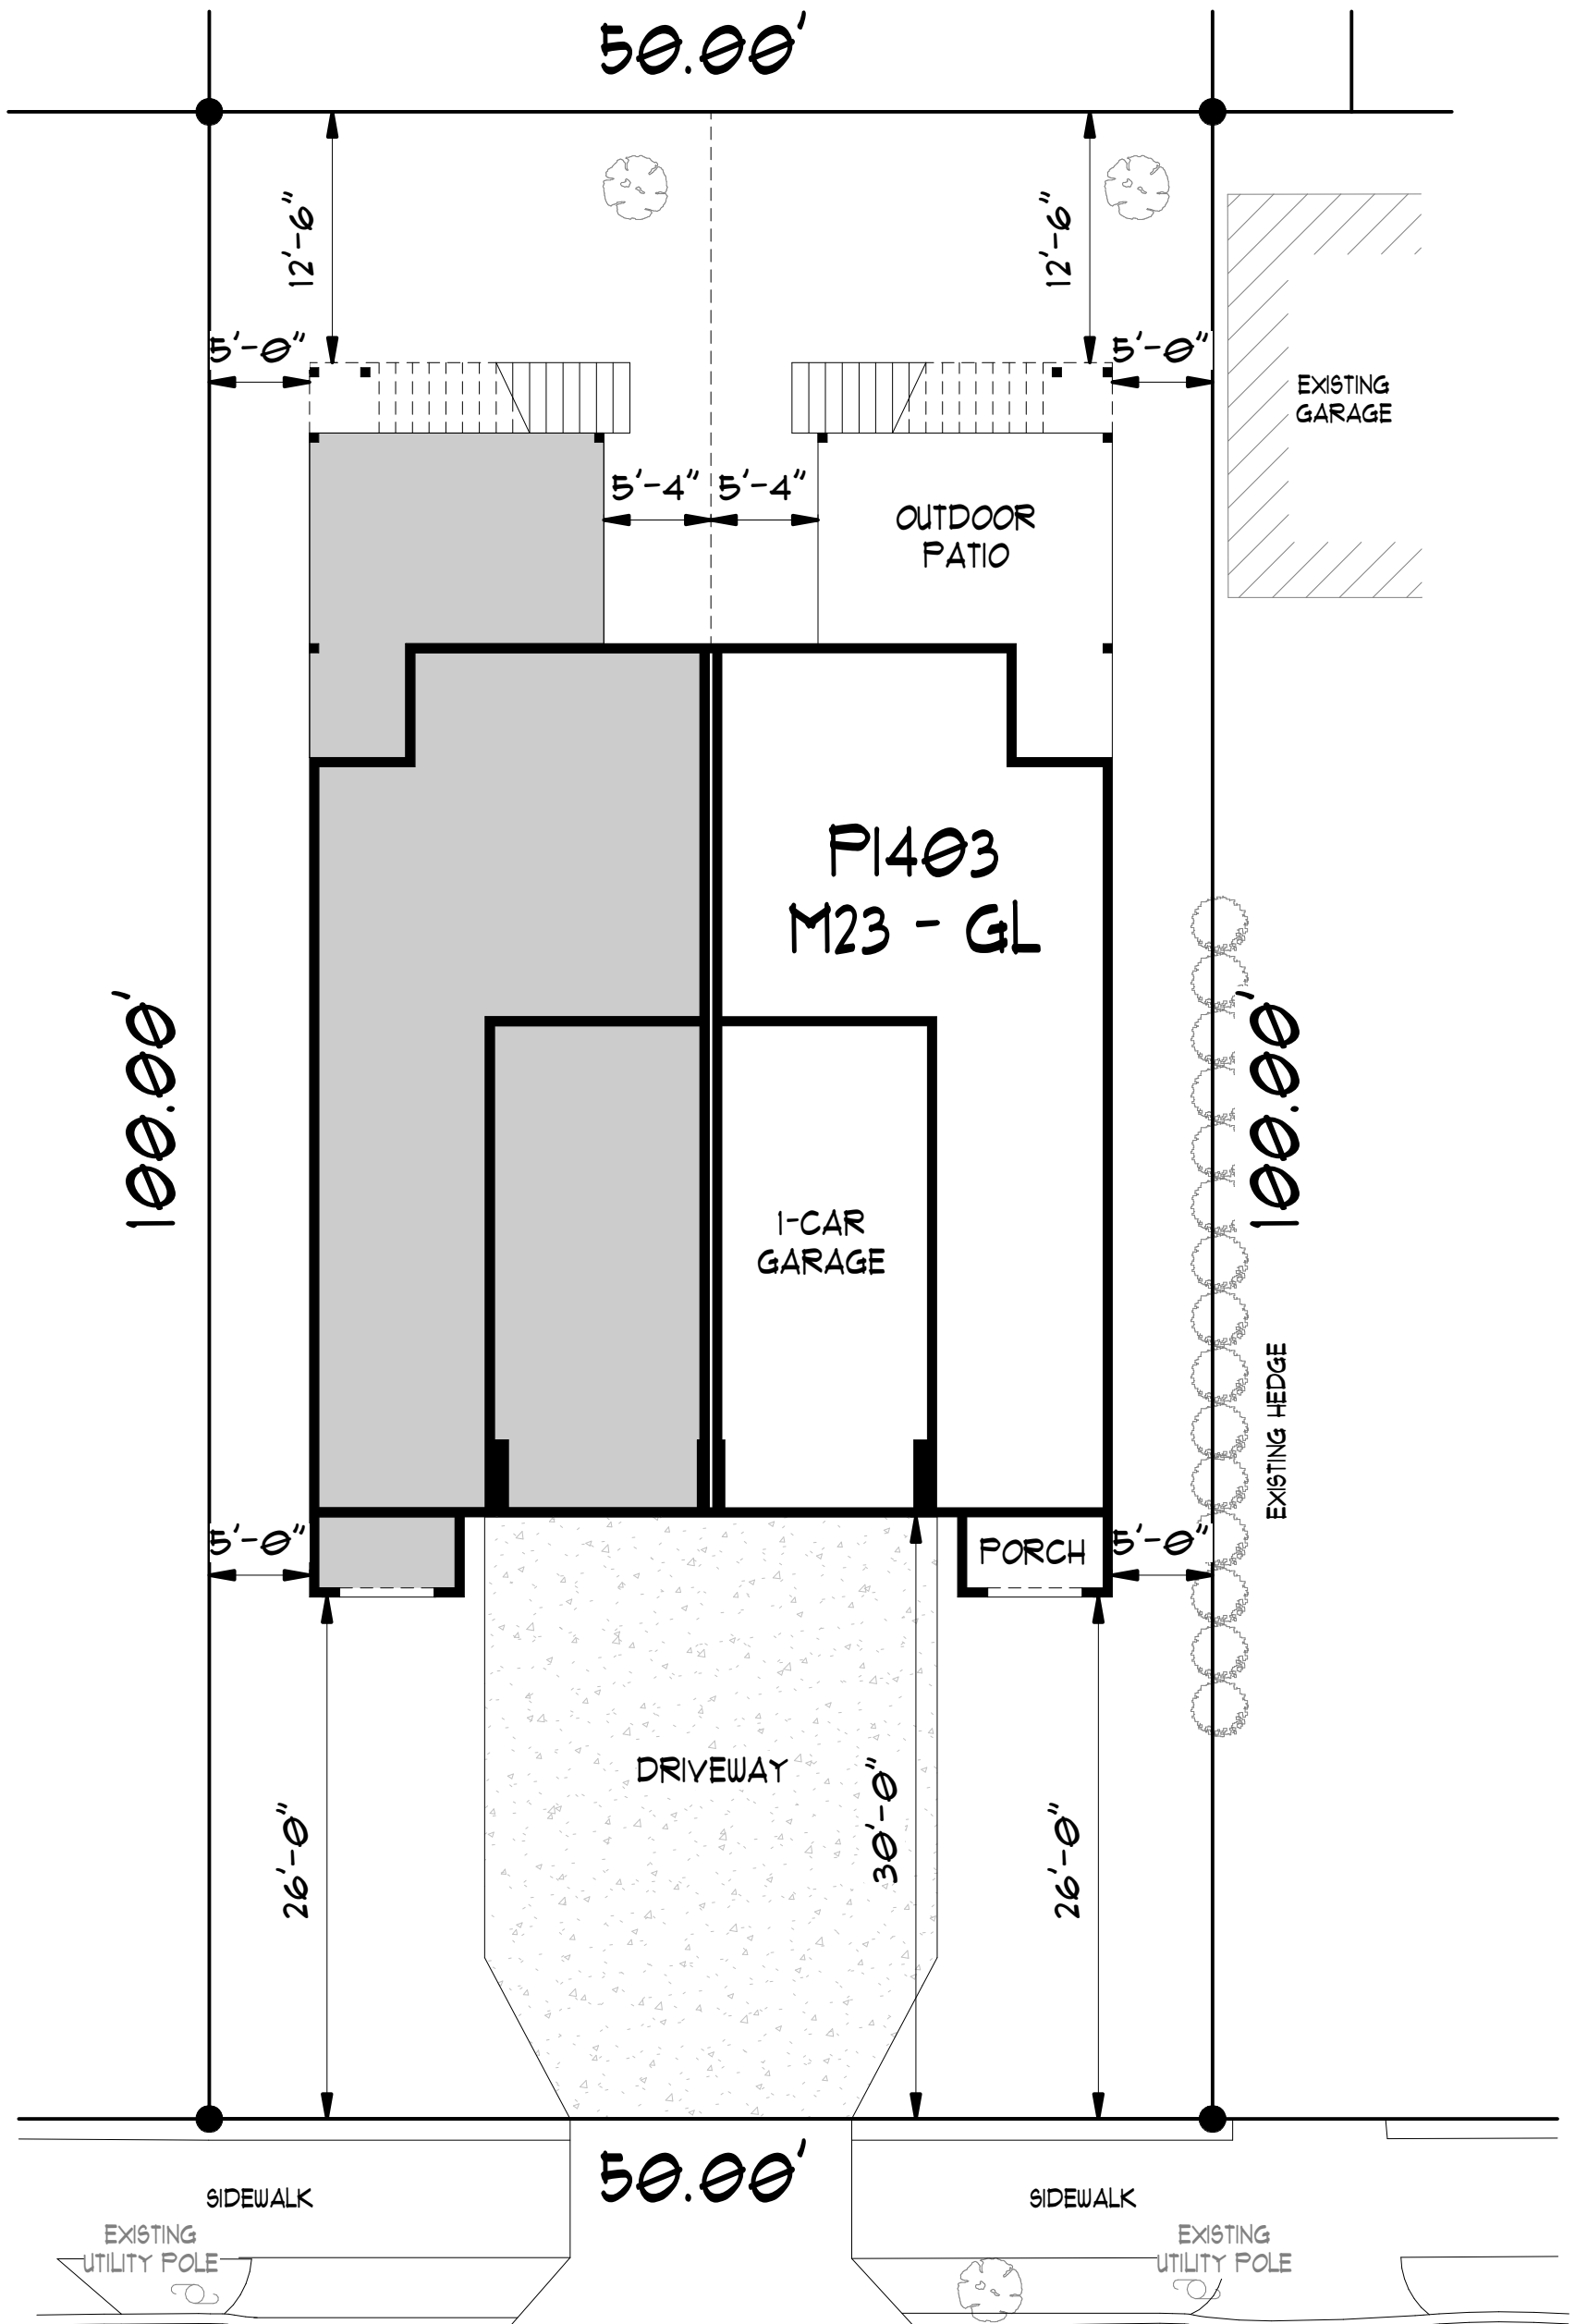 50.00'
12'-6"
12'-6"
5'-0"
5'-0"
EXISTING
GARAGE
5'-4"
5'-4"
OUTDOOR
PATIO
P1403
M23 - GL
100.00'
100.00'
1-CAR
GARAGE
EXISTING HEDGE
5'-0"
PORCH
5'-0"
DRIVEWAY
26'-0"
30'-0"
26'-0"
50.00'
SIDEWALK
SIDEWALK
EXISTING
UTILITY POLE
EXISTING
UTILITY POLE